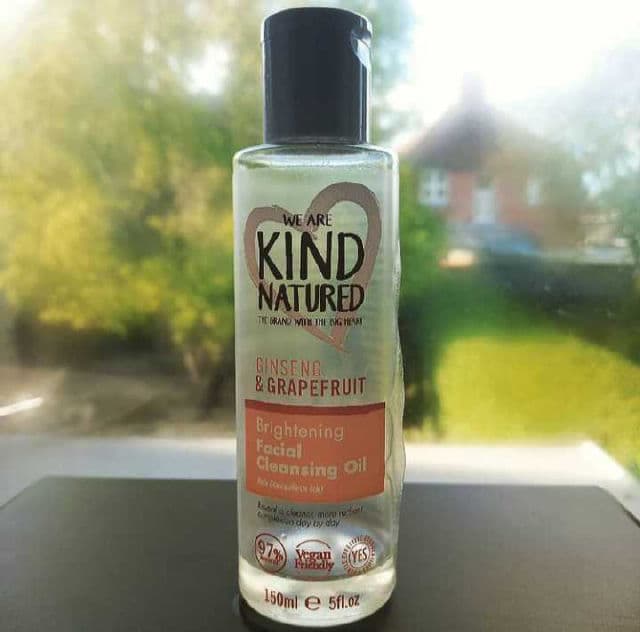 WE ARE
KIND
NATURED
THE BRAND WITH THE BIG HEART
GINSENG
& GRAPEFRUIT
Brightening
Facial
Cleansing Oil
Reveal a cleaner, more radiant
complexion day by day
97%
Vegan
Friendly
YES
150ml e 5fl.oz